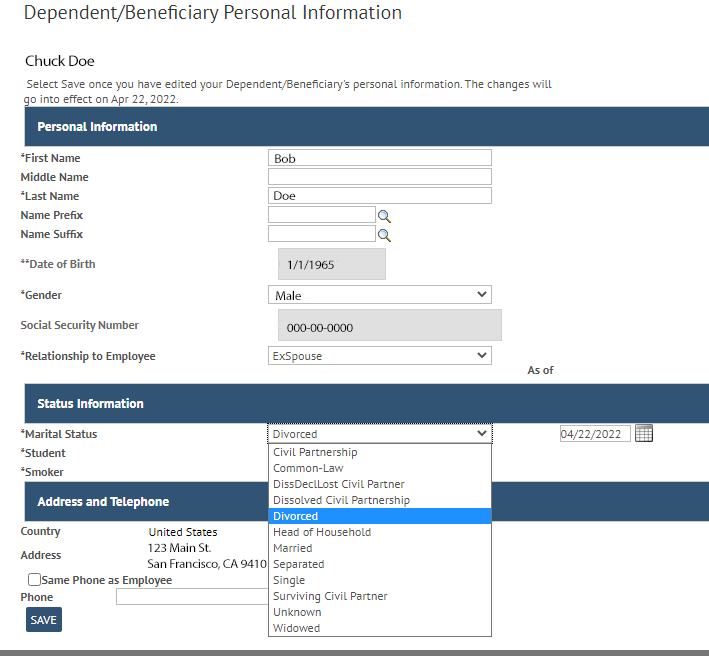 Dependent/Beneficiary Personal Information
Chuck Doe
Select Save once you have edited your Dependent/Beneficiary's personal information. The changes will
go into effect on Apr 22, 2022.
Personal Information
*First Name Bob
Middle Name
*Last Name Doe
Name Prefix
Name Suffix
**Date of Birth 1/1/1965
*Gender Male
Social Security Number 000-00-0000
*Relationship to Employee ExSpouse
As of
Status Information
*Marital Status Divorced 04/22/2022
*Student
*Smoker
Civil Partnership
Common-Law
DissDeclLost Civil Partner
Dissolved Civil Partnership
Divorced
Head of Household
Married
Separated
Single
Surviving Civil Partner
Unknown
Widowed
Address and Telephone
Country United States
Address 123 Main St.
San Francisco, CA 9410
Same Phone as Employee
Phone
SAVE